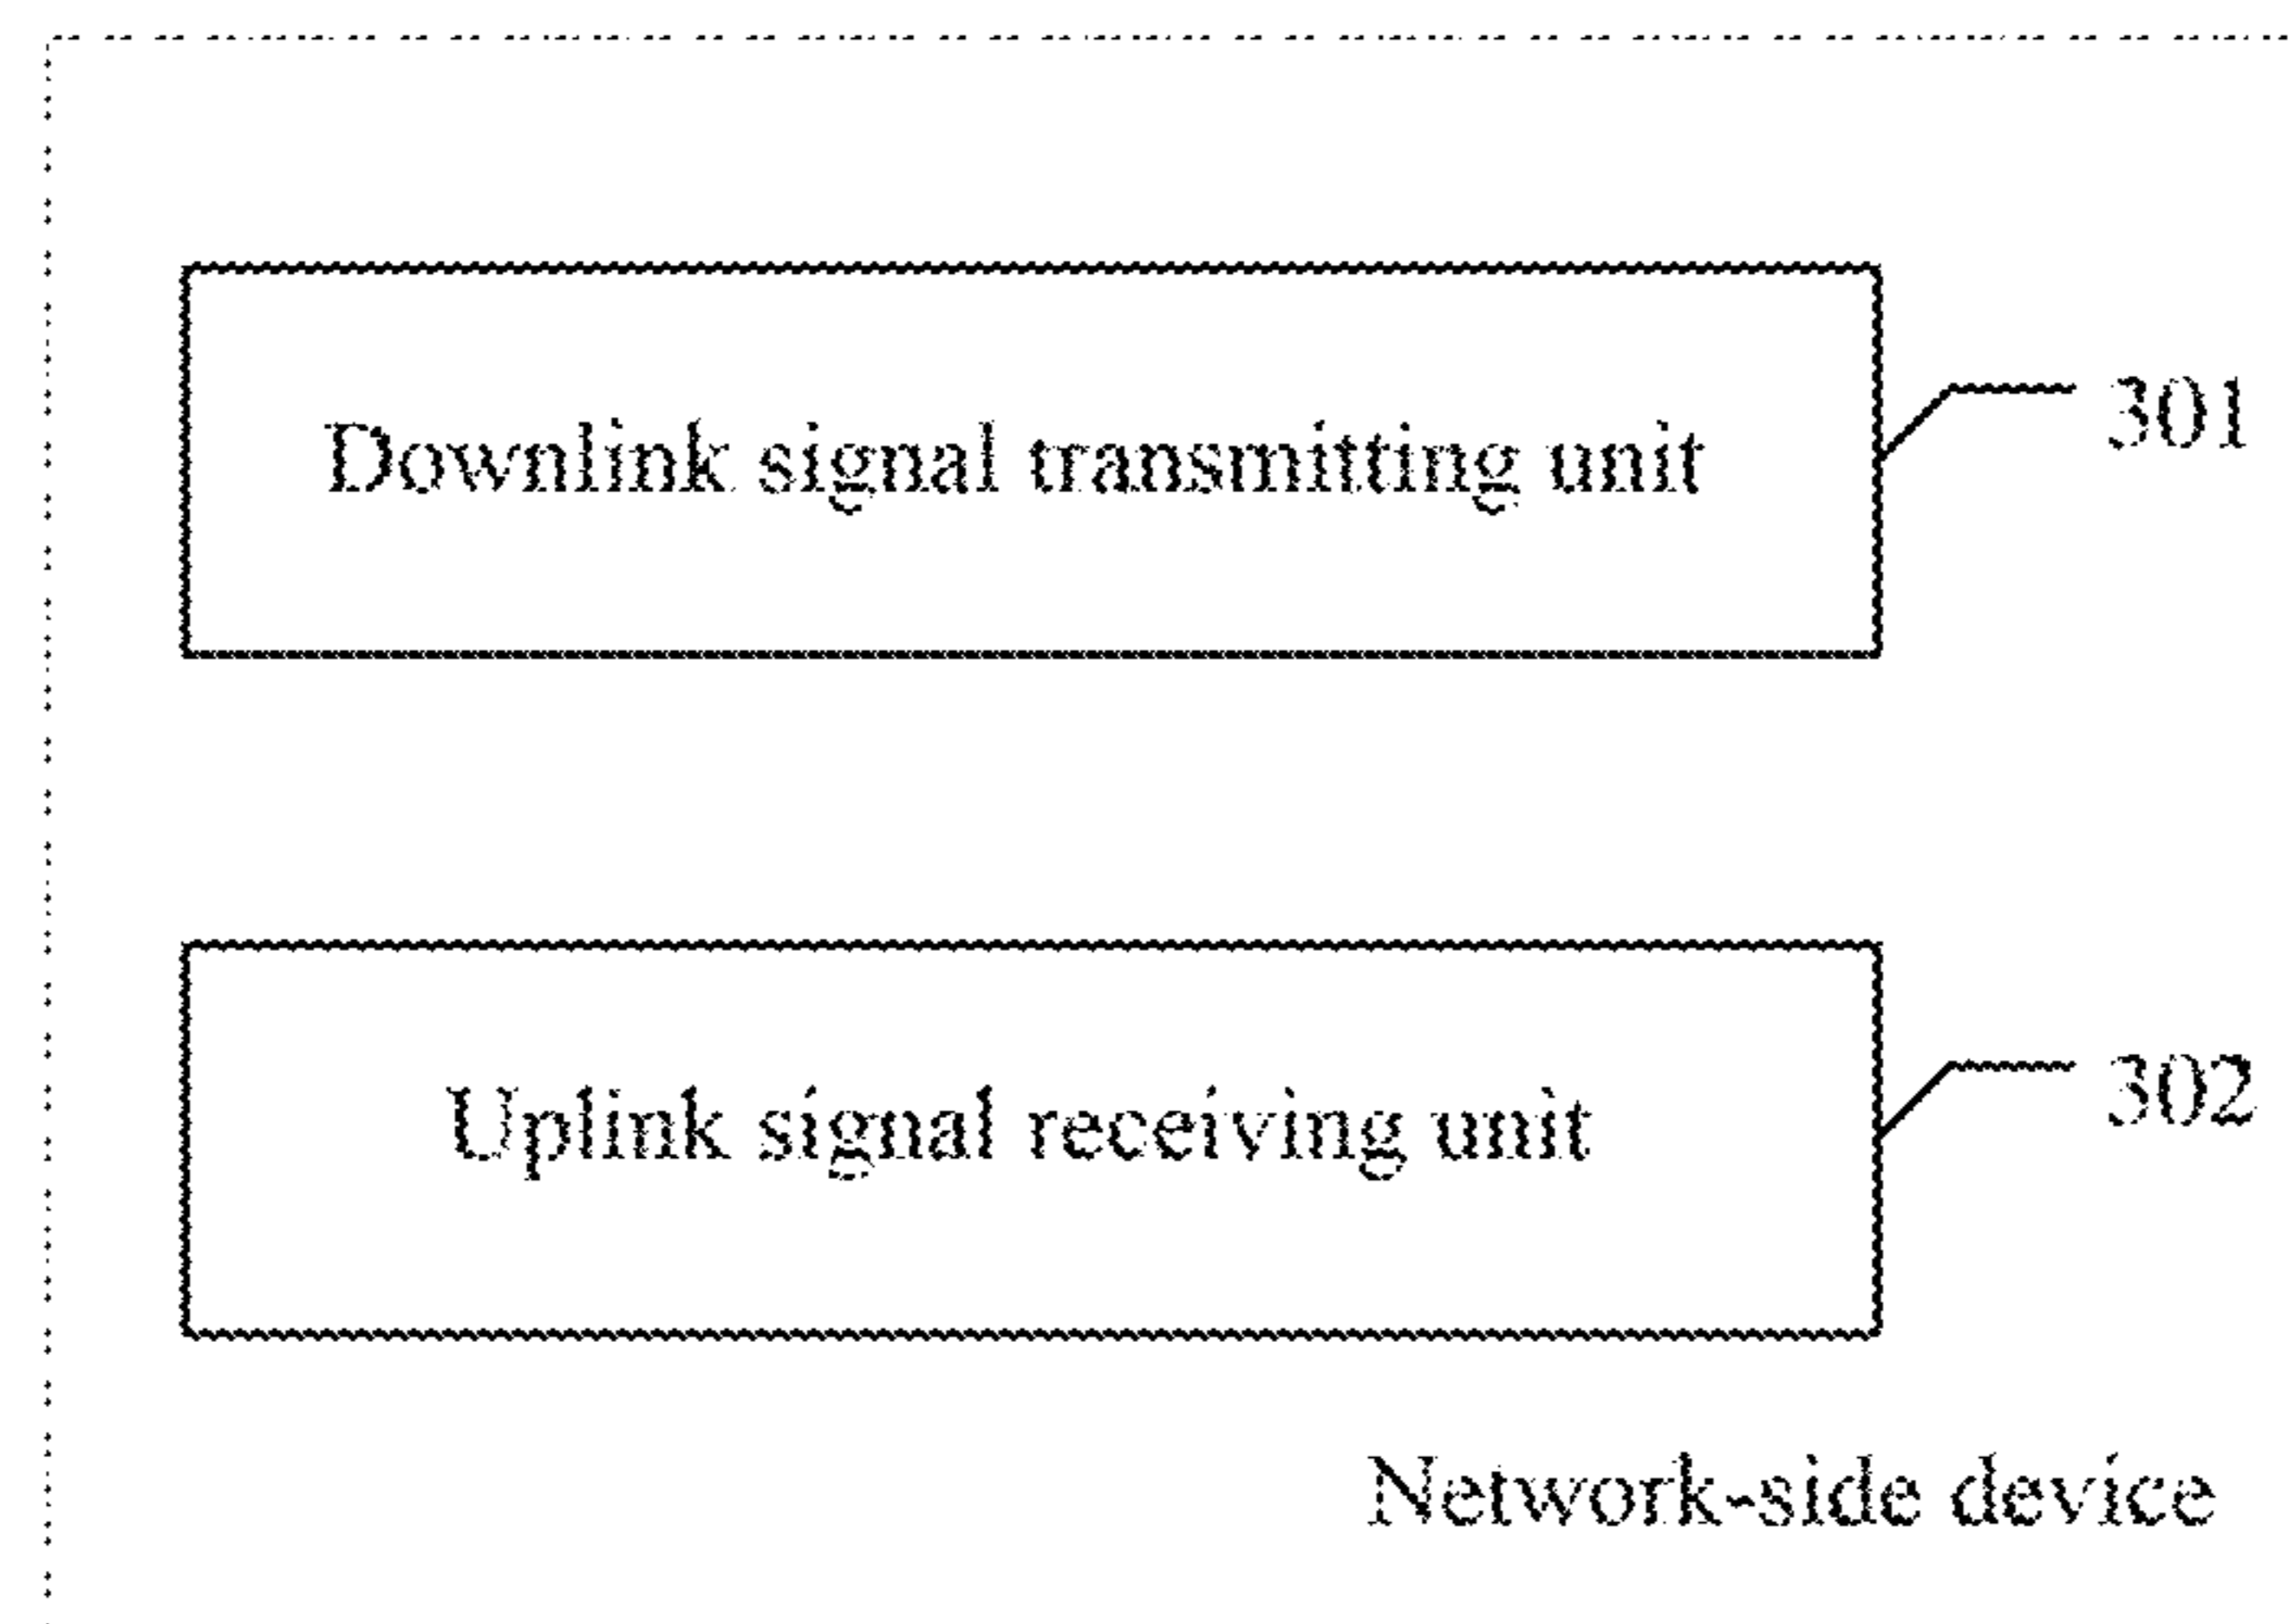 Downlink signal transmitting unit
301
Uplink signal receiving unit
302
Network-side device